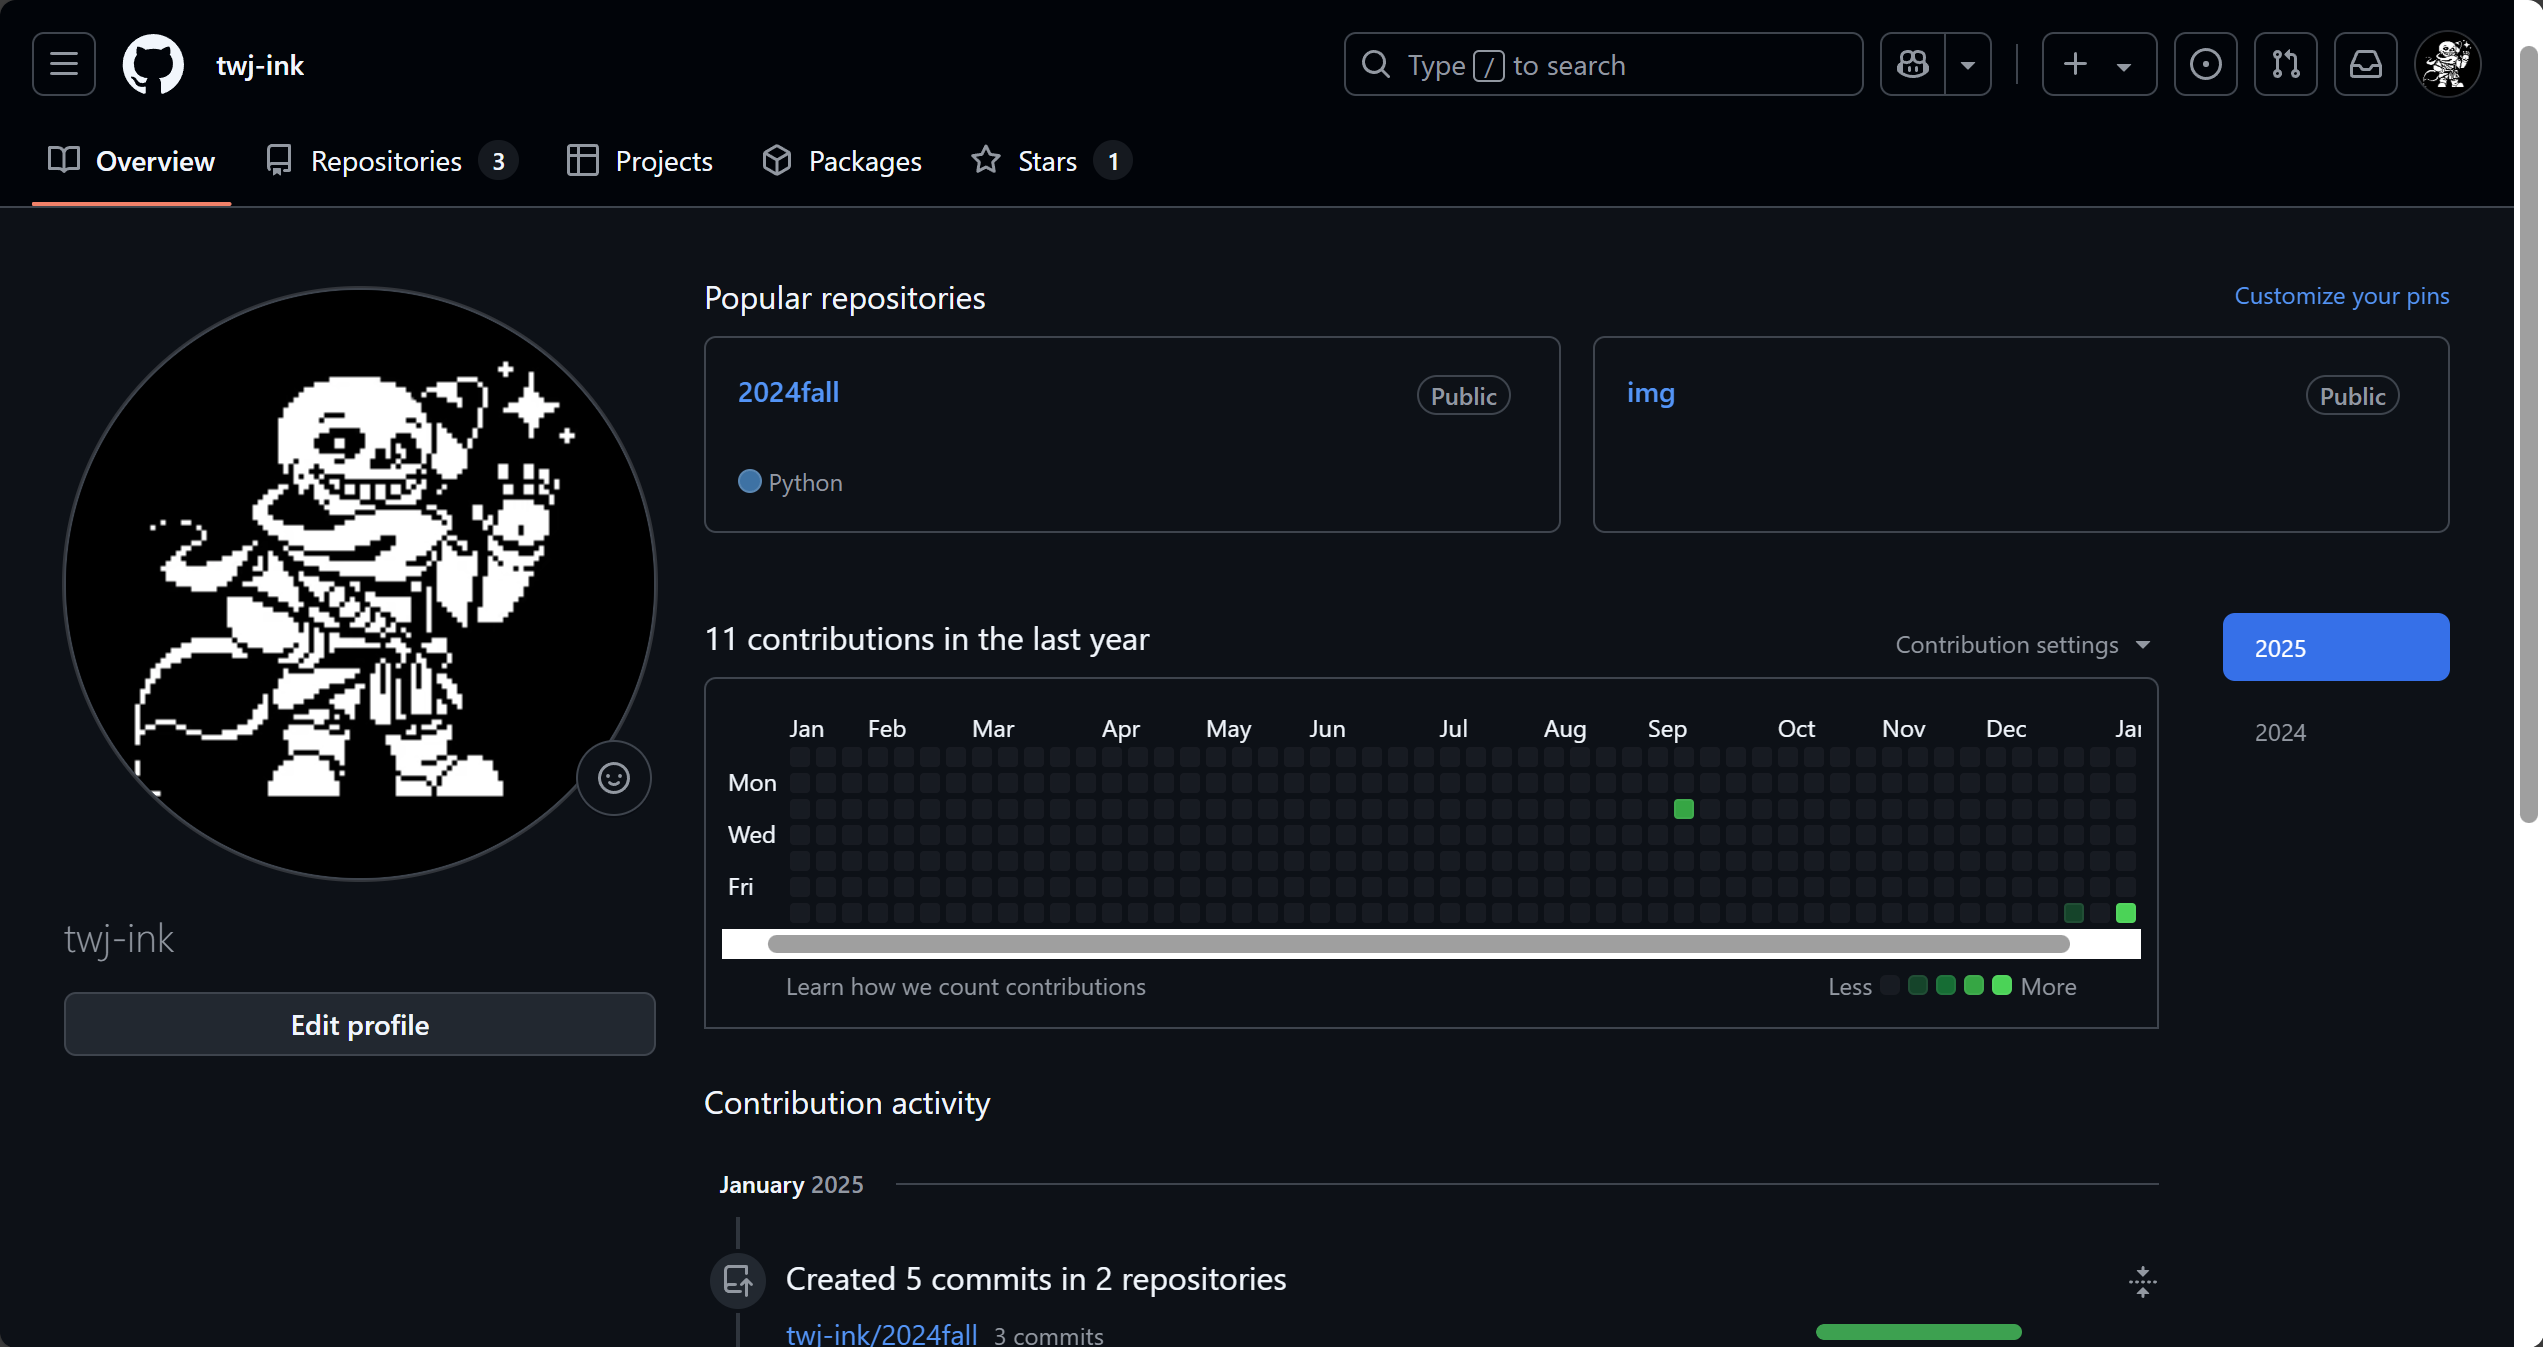 twj-ink
Type / to search
Overview
Repositories 3
Projects
Packages
Stars 1
Popular repositories
Customize your pins
2024fall
Public
Python
img
Public
11 contributions in the last year
Contribution settings
2025
2024
Jan Feb Mar Apr May Jun Jul Aug Sep Oct Nov Dec Jan
Mon
Wed
Fri
Learn how we count contributions
Less
More
twj-ink
Edit profile
Contribution activity
January 2025
Created 5 commits in 2 repositories
twj-ink/2024fall 3 commits